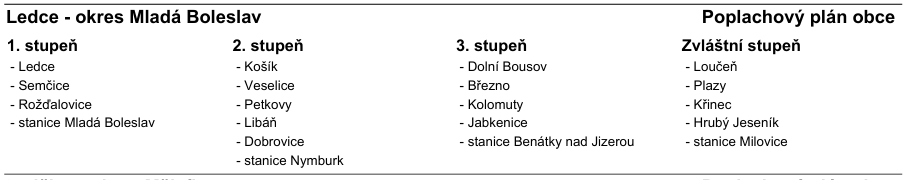 Ledce - okres Mladá Boleslav
Poplachový plán obce
1. stupeň
- Ledce
- Semčice
- Rožďalovice
- stanice Mladá Boleslav
2. stupeň
- Košík
- Veselice
- Petkovy
- Libáň
- Dobrovice
- stanice Nymburk
3. stupeň
- Dolní Bousov
- Březno
- Kolomuty
- Jabkenice
- stanice Benátky nad Jizerou
Zvláštní stupeň
- Loučeň
- Plazy
- Křinec
- Hrubý Jeseník
- stanice Milovice